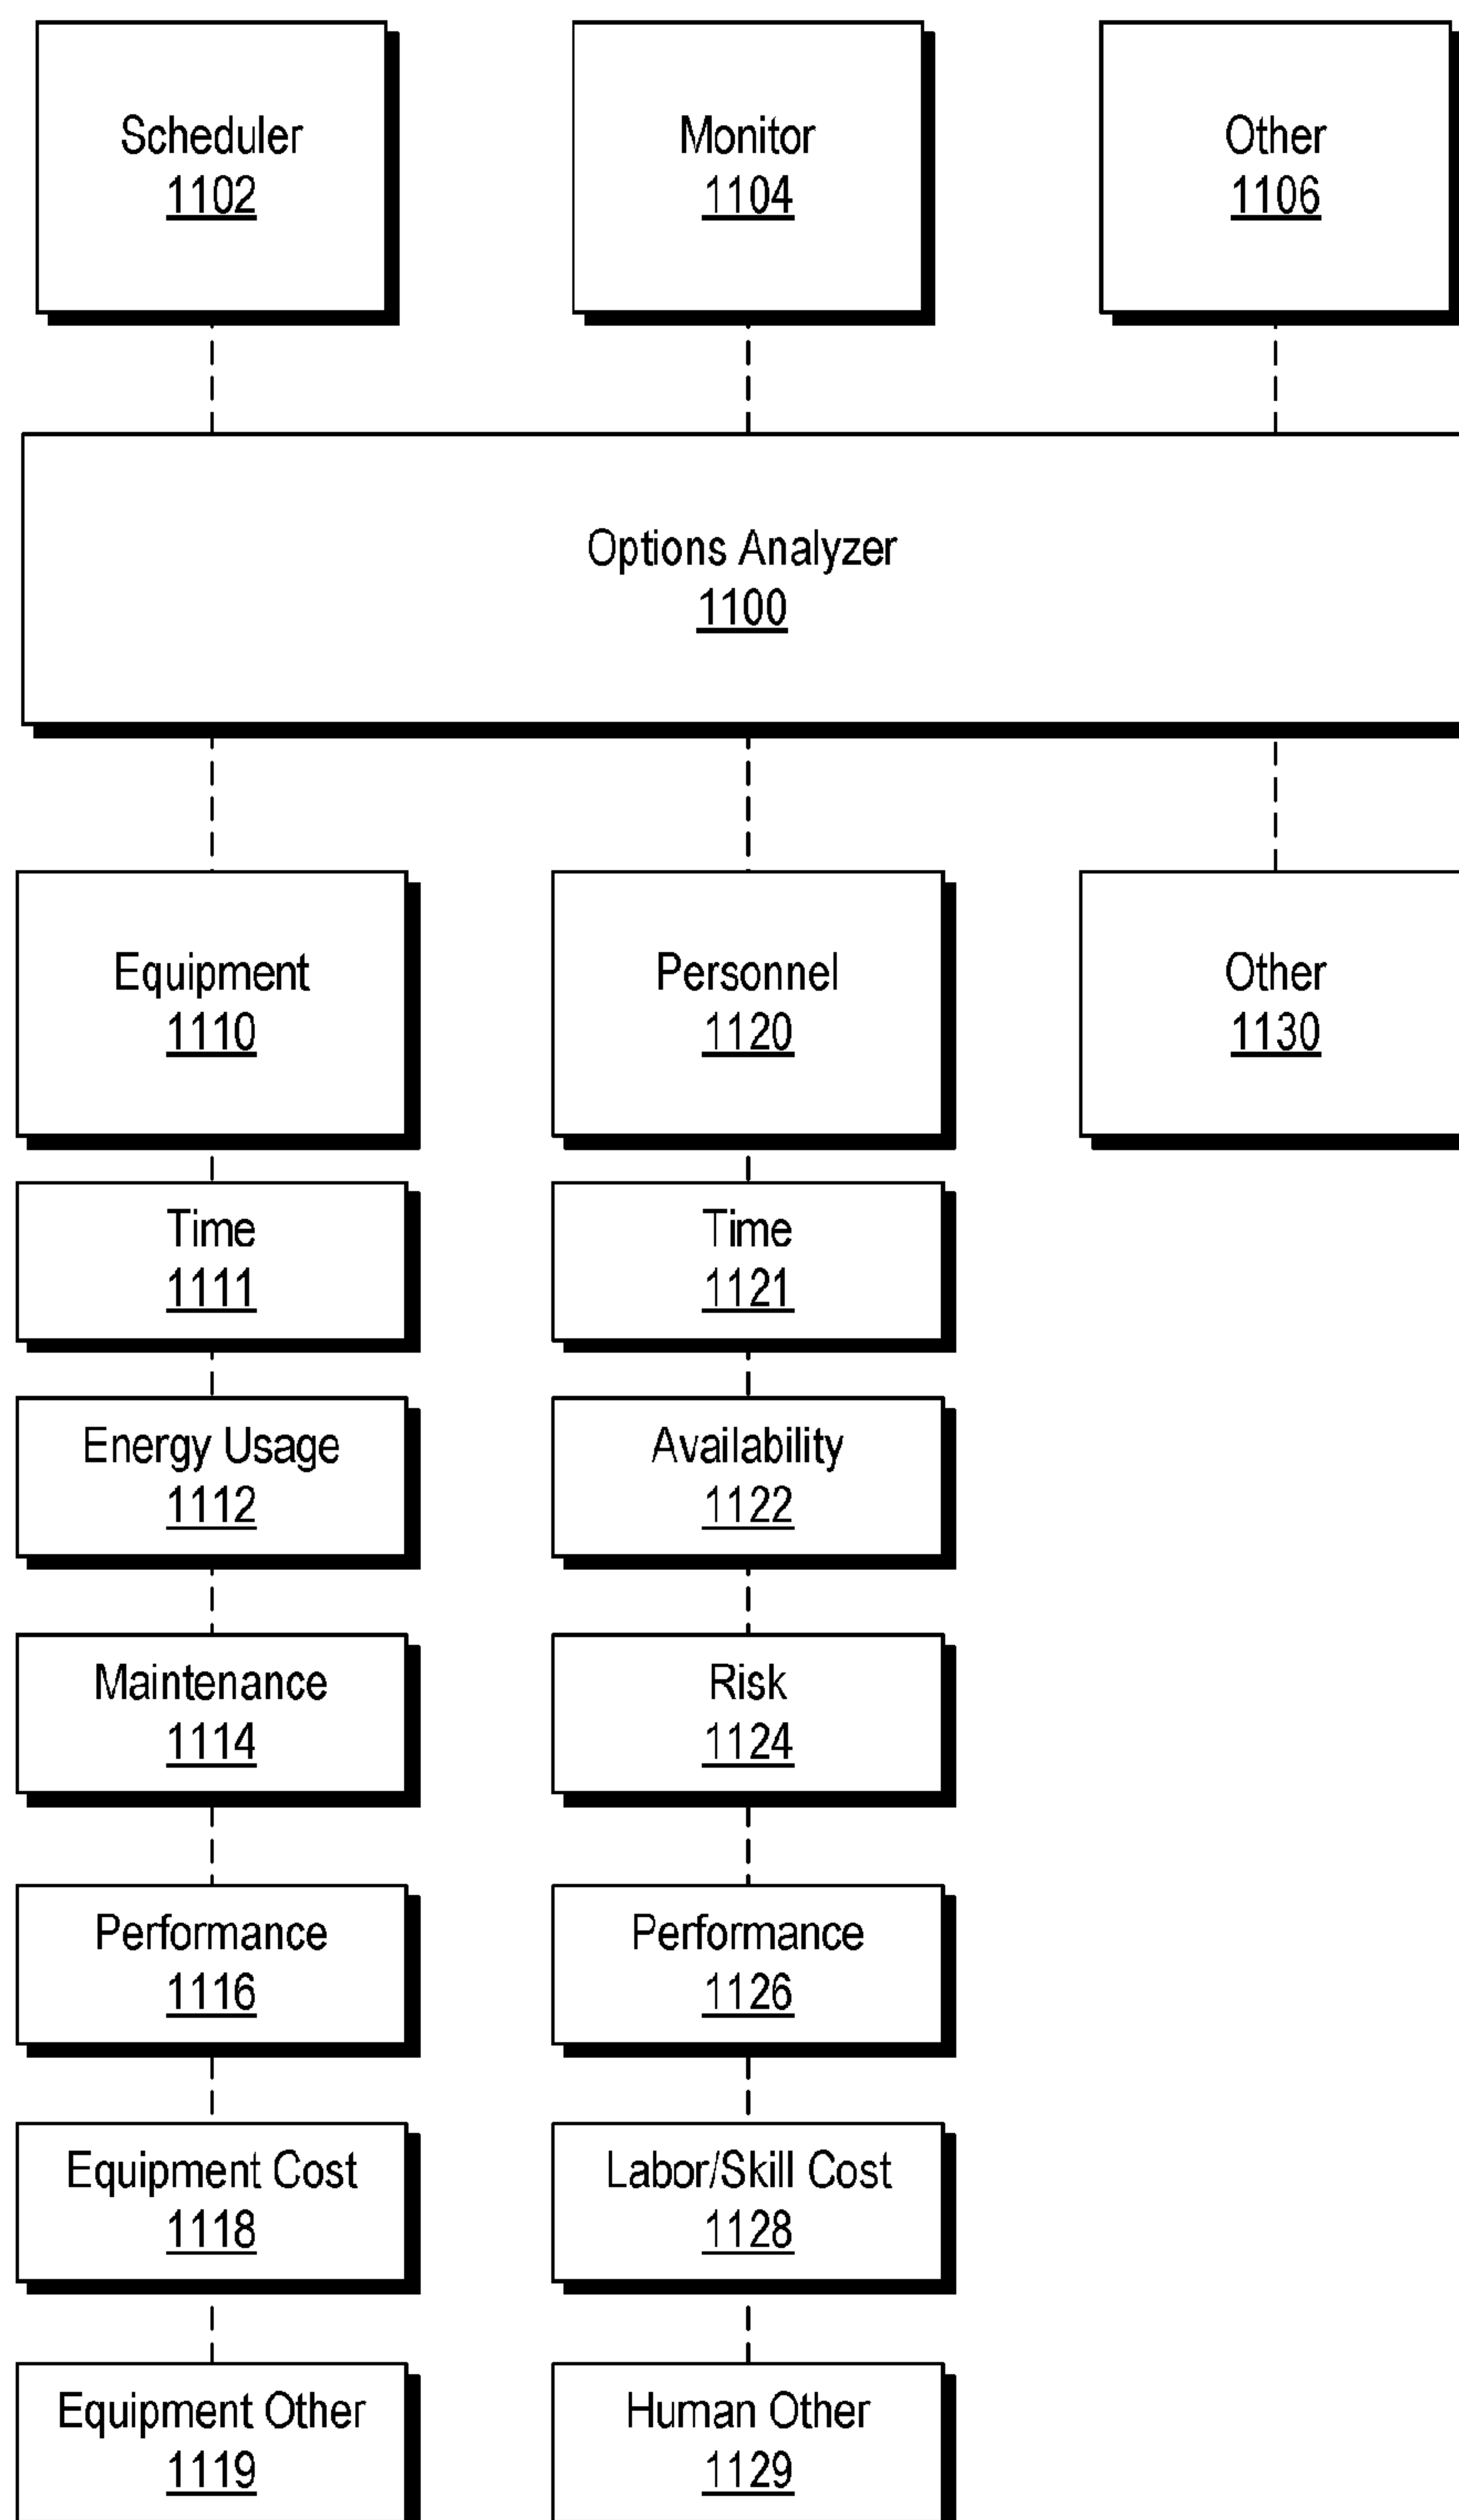 Scheduler
1102
Monitor
1104
Other
1106
Options Analyzer
1100
Equipment
1110
Personnel
1120
Other
1130
Time
1111
Time
1121
Energy Usage
1112
Availability
1122
Maintenance
1114
Risk
1124
Performance
1116
Performance
1126
Equipment Cost
1118
Labor/Skill Cost
1128
Equipment Other
1119
Human Other
1129